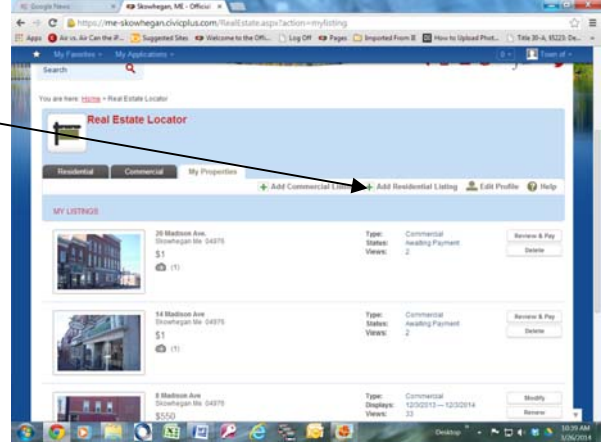 Google News
Skowhegan, ME - Official
https://me-skowhegan.civicplus.com/RealEstate.aspx?action=mylisting
Apps
Suggested Sites
Welcome to the Offi...
Log Off
Pages
Imported From IE
How to Upload Phot...
My Favorites
My Applications
Search
You are here: Home > Real Estate Locator
Real Estate Locator
Residential
Commercial
My Properties
Add Commercial
Add Residential Listing
Edit Profile
Help
MY LISTINGS
Madison Ave.
Skowhegan Me 04976
$1
(1)
Type: Commercial
Status: Awaiting Payment
Views: 2
Review & Pay
Delete
14 Madison Ave
Skowhegan Me 04976
$1
(1)
Type: Commercial
Status: Awaiting Payment
Views: 2
Review & Pay
Delete
8 Madison Ave
Skowhegan Me 04976
$550
Type: Commercial
Displays: 12/3/2013 — 12/3/2014
Views: 33
Modify
Renew
Desktop
10:39 AM
3/26/2014